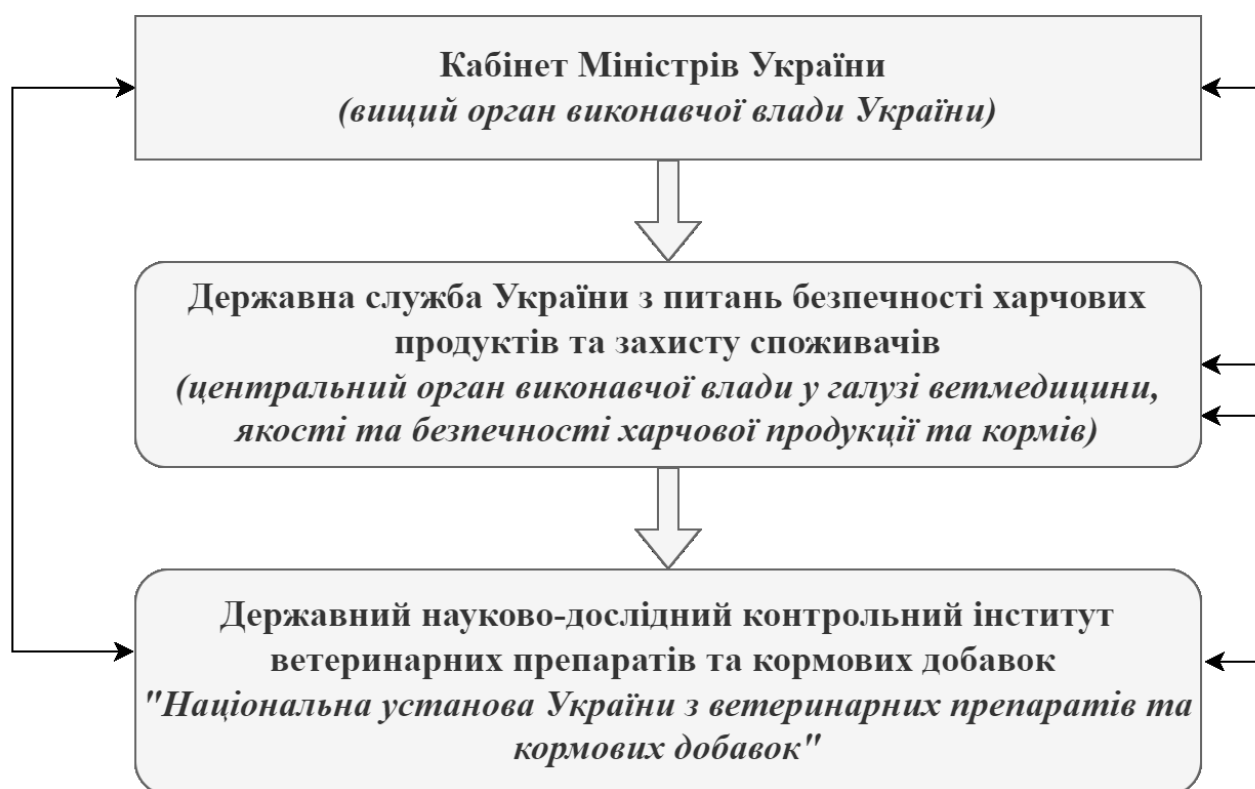 Кабінет Міністрів України
(вищий орган виконавчої влади України)
Державна служба України з питань безпечності харчових
продуктів та захисту споживачів
(центральний орган виконавчої влади у галузі ветмедицини,
якості та безпечності харчової продукції та кормів)
Державний науково-дослідний контрольний інститут
ветеринарних препаратів та кормових добавок
"Національна установа України з ветеринарних препаратів та
кормових добавок"